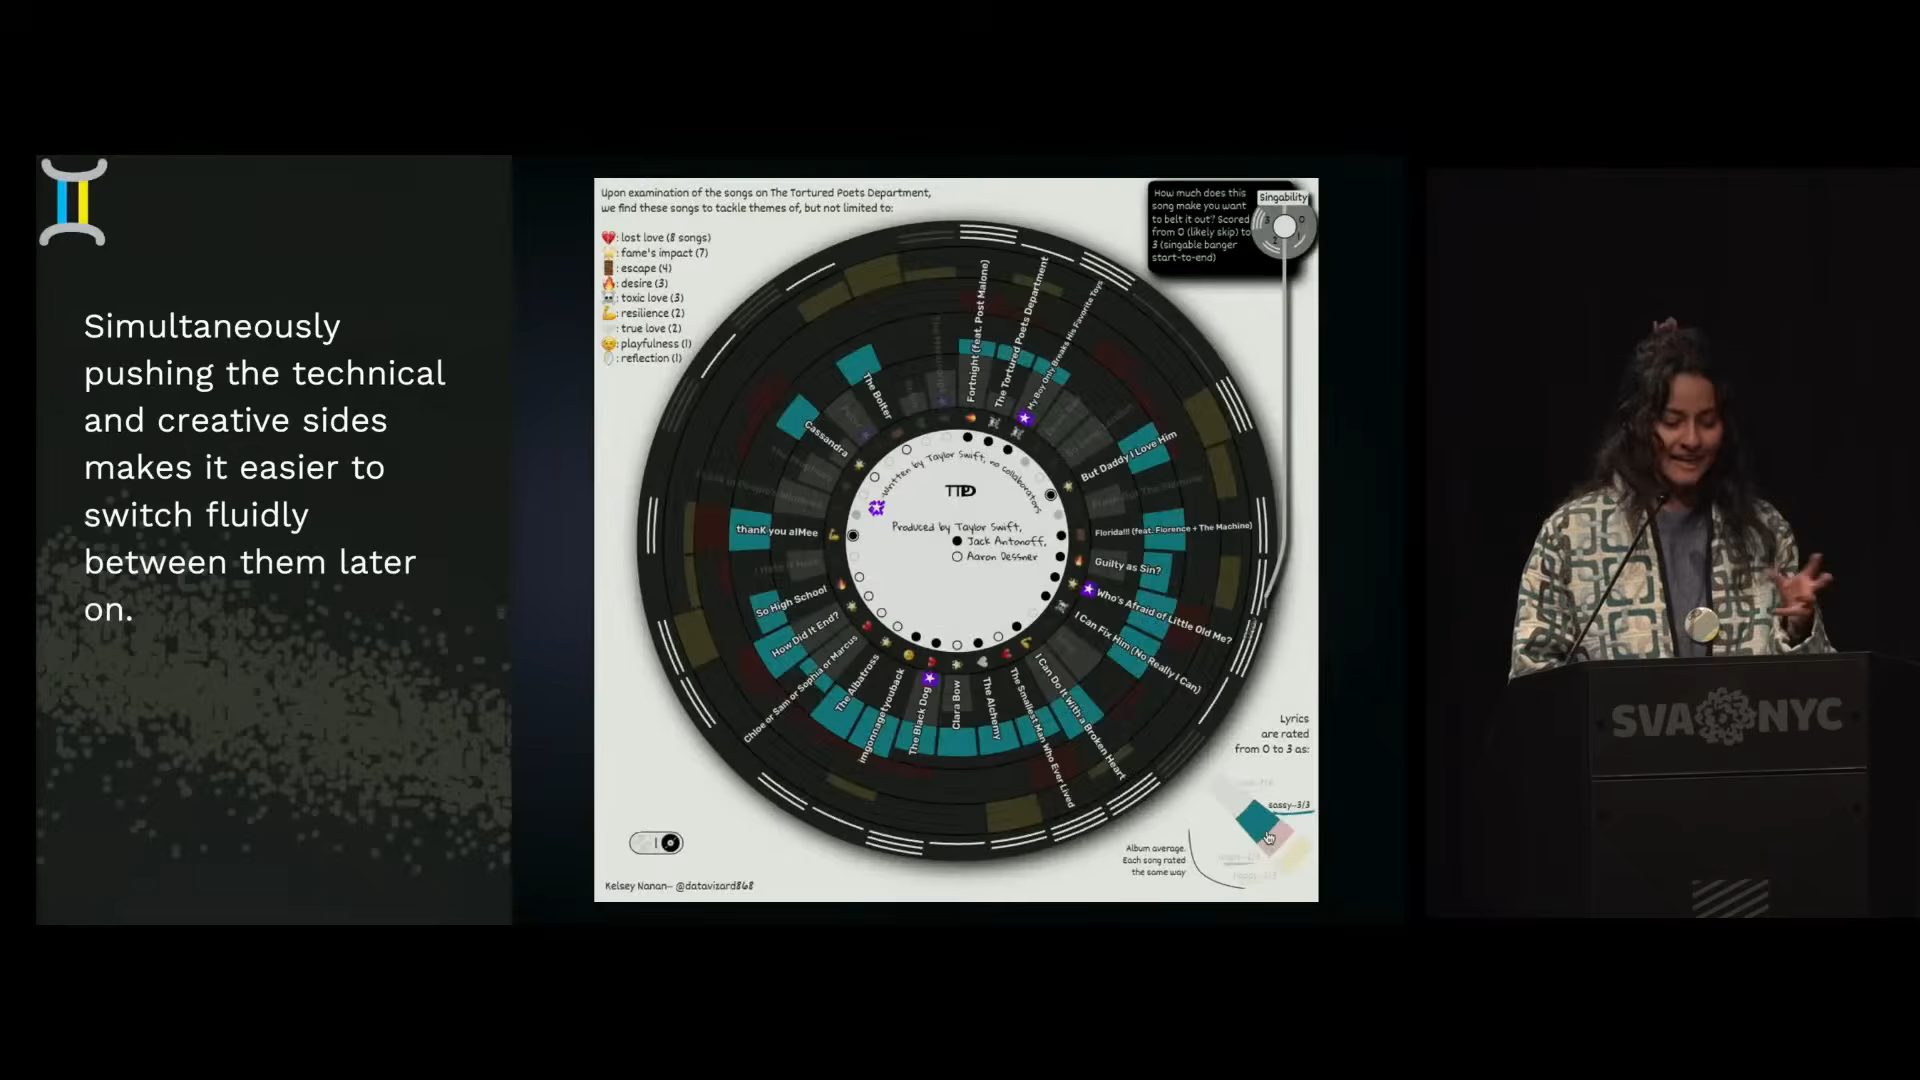 Simultaneously
pushing the technical
and creative sides
makes it easier to
switch fluidly
between them later
on.
Upon examination of the songs on The Tortured Poets Department,
we find these songs to tackle themes of, but not limited to:
: lost love (8 songs)
: fame's impact (7)
: escape (4)
: desire (3)
: toxic love (3)
: resilience (2)
: true love (2)
: playfulness (1)
: reflection (1)
How much does this
song make you want
to belt it out? Scored
from 0 (likely skip) to
3 (singable banger
start-to-end)
Singability
3
0
2
1
Fortnight (feat. Post Malone)
The Tortured Poets Department
My Boy Only Breaks His Favorite Toys
But Daddy I Love Him
Florida!!! (feat. Florence + The Machine)
Guilty as Sin?
Who's Afraid of Little Old Me?
I Can Fix Him (No Really I Can)
I Can Do It With a Broken Heart
The Smallest Man Who Ever Lived
The Alchemy
Clara Bow
The Black Dog
imgonnagetyouback
The Albatross
Chloe or Sam or Sophia or Marcus
How Did It End?
So High School
I Hate It Here
thanK you aIMee
Cassandra
The Bolter
Written by Taylor Swift, no collaborators
TTPD
Produced by Taylor Swift,
Jack Antonoff,
Aaron Dessner
Lyrics
are rated
from 0 to 3 as:
sassy--3/3
Album average.
Each song rated
the same way
Kelsey Nanan-- @datavizard868
SVA NYC